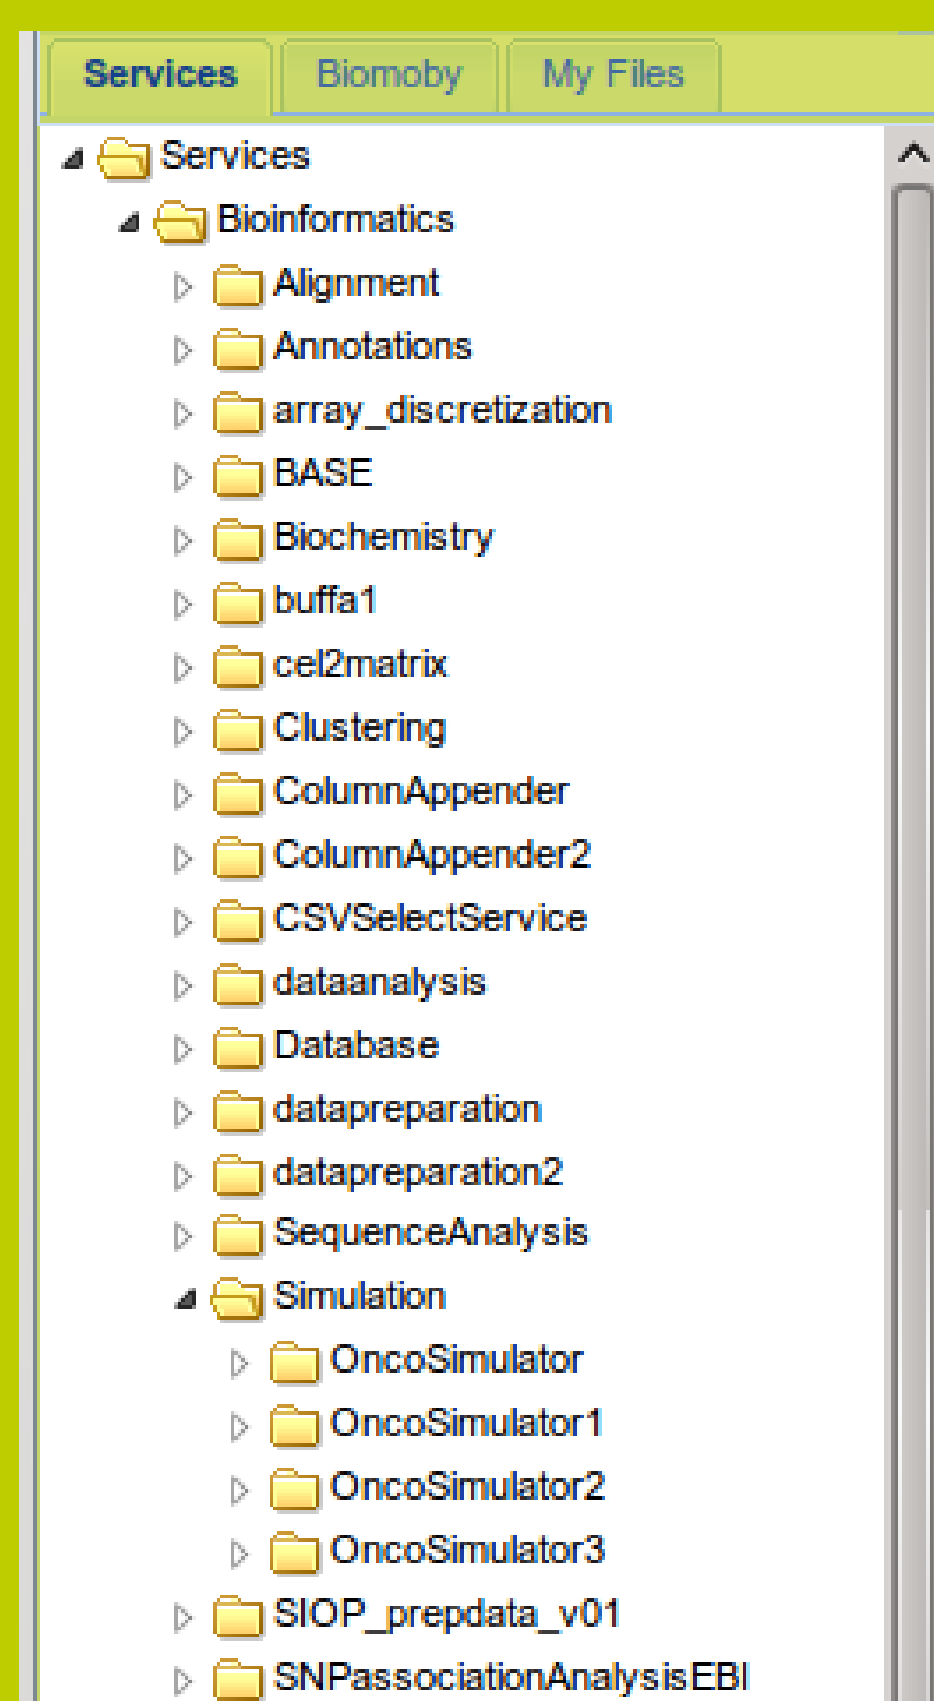 Services Biomoby My Files
Services
Bioinformatics
Alignment
Annotations
array_discretization
BASE
Biochemistry
buffa1
cel2matrix
Clustering
ColumnAppender
ColumnAppender2
CSVSelectService
dataanalysis
Database
datapreparation
datapreparation2
SequenceAnalysis
Simulation
OncoSimulator
OncoSimulator1
OncoSimulator2
OncoSimulator3
SIOP_prepdata_v01
SNPassociationAnalysisEBI